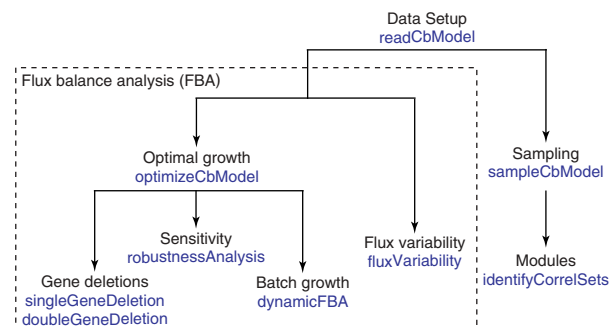 Data Setup
readCbModel
Flux balance analysis (FBA)
Optimal growth
optimizeCbModel
Sampling
sampleCbModel
Sensitivity
robustnessAnalysis
Flux variability
fluxVariability
Gene deletions
singleGeneDeletion
doubleGeneDeletion
Batch growth
dynamicFBA
Modules
identifyCorrelSets